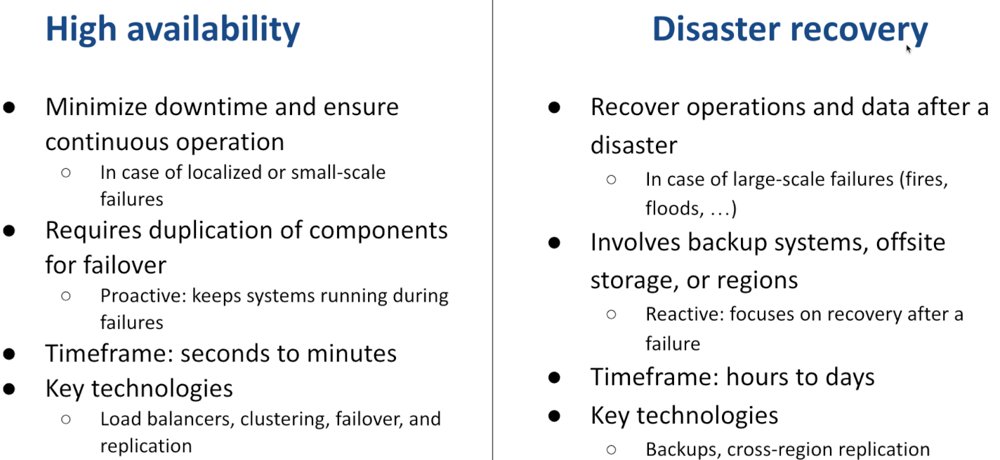 High availability
● Minimize downtime and ensure
continuous operation
○ In case of localized or small-scale
failures
● Requires duplication of components
for failover
○ Proactive: keeps systems running during
failures
● Timeframe: seconds to minutes
● Key technologies
○ Load balancers, clustering, failover, and
replication
Disaster recovery
● Recover operations and data after a
disaster
○ In case of large-scale failures (fires,
floods, …)
● Involves backup systems, offsite
storage, or regions
○ Reactive: focuses on recovery after a
failure
● Timeframe: hours to days
● Key technologies
○ Backups, cross-region replication